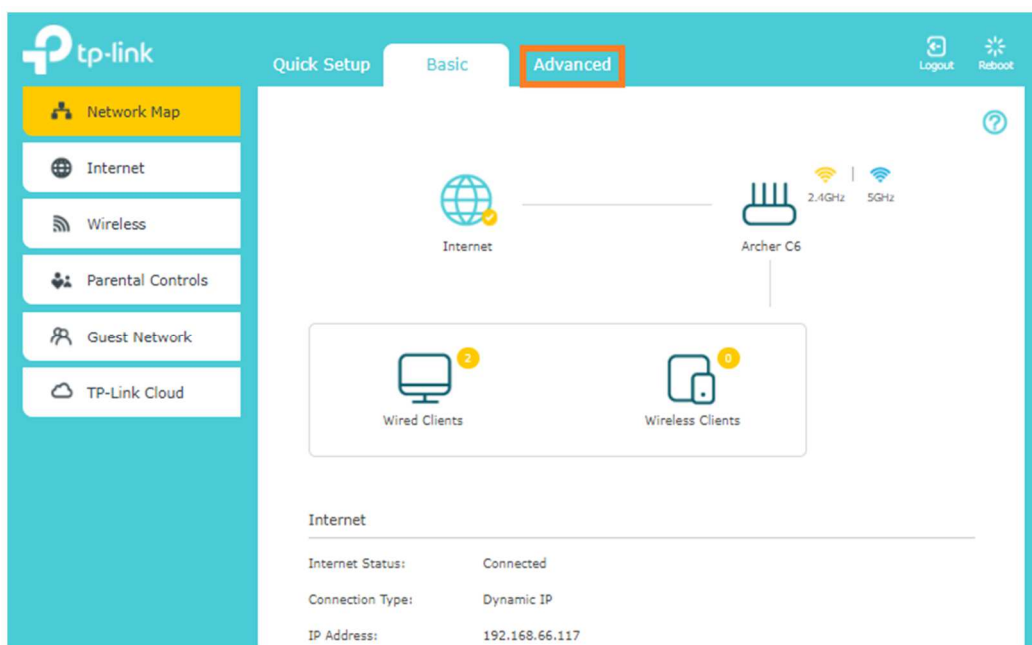 tp-link
Quick Setup Basic Advanced
Logout Reboot
Network Map
Internet
Wireless
Parental Controls
Guest Network
TP-Link Cloud
?
2.4GHz | 5GHz
Internet
Archer C6
2
0
Wired Clients
Wireless Clients
Internet
Internet Status: Connected
Connection Type: Dynamic IP
IP Address: 192.168.66.117